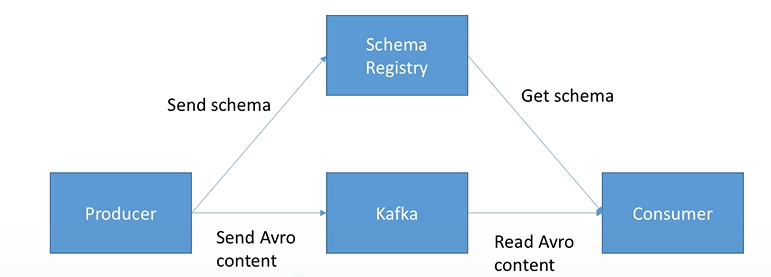 Schema
Registry
Send schema
Get schema
Producer
Kafka
Consumer
Send Avro
content
Read Avro
content